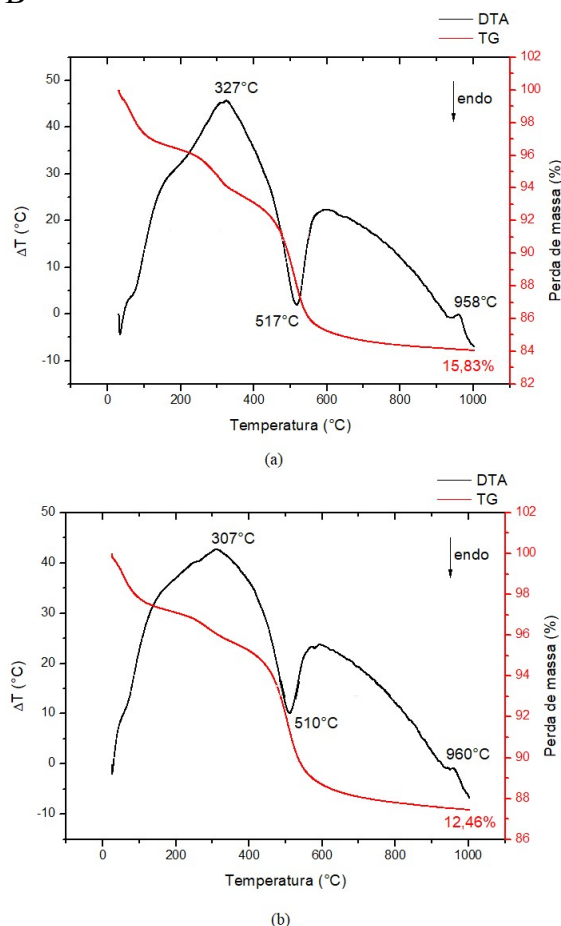 DTA
TG
50
40
30
20
10
0
-10
ΔT (°C)
327°C
endo
517°C
958°C
15,83%
102
100
98
96
94
92
90
88
86
84
82
Perda de massa (%)
0 200 400 600 800 1000
Temperatura (°C)
(a)
DTA
TG
50
40
30
20
10
0
-10
ΔT (°C)
307°C
endo
510°C
960°C
12,46%
102
100
98
96
94
92
90
88
86
Perda de massa (%)
0 200 400 600 800 1000
Temperatura (°C)
(b)